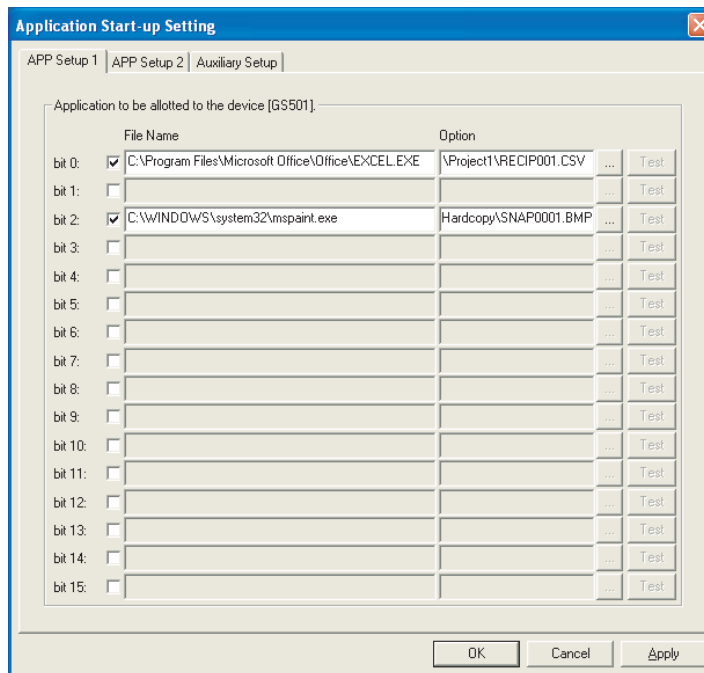 Application Start-up Setting
APP Setup 1 APP Setup 2 Auxiliary Setup
Application to be allotted to the device [GS501].
File Name Option
bit 0: C:\Program Files\Microsoft Office\Office\EXCEL.EXE \Project1\RECIP001.CSV ... Test
bit 1: ... Test
bit 2: C:\WINDOWS\system32\mspaint.exe Hardcopy\SNAP0001.BMP ... Test
bit 3: ... Test
bit 4: ... Test
bit 5: ... Test
bit 6: ... Test
bit 7: ... Test
bit 8: ... Test
bit 9: ... Test
bit 10: ... Test
bit 11: ... Test
bit 12: ... Test
bit 13: ... Test
bit 14: ... Test
bit 15: ... Test
OK Cancel Apply